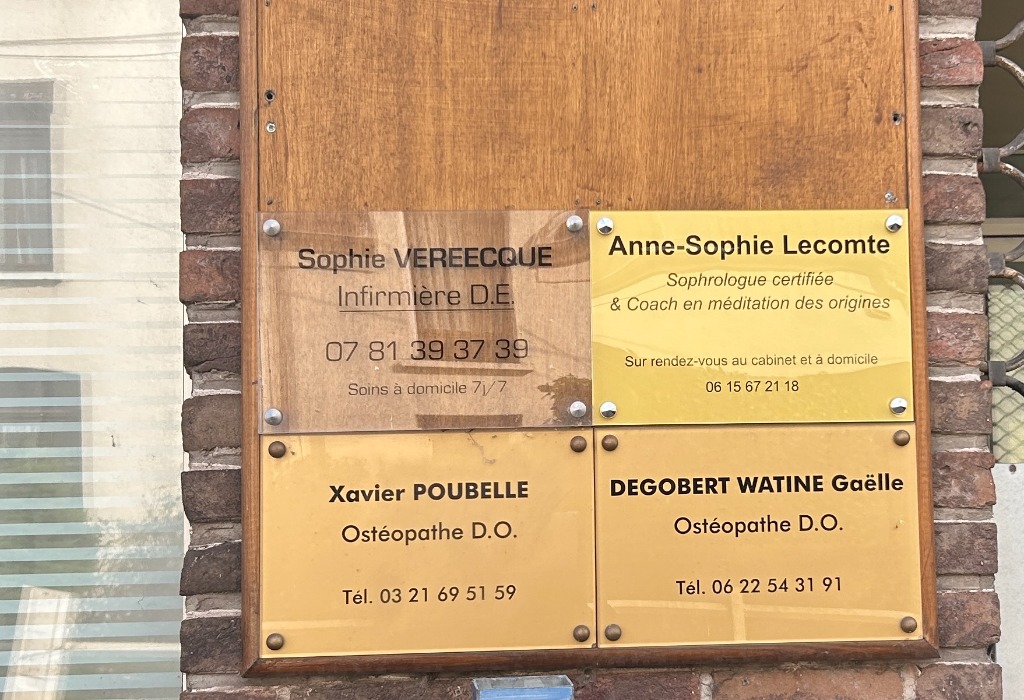 Sophie VEREECQUE
Infirmière D.E.
07 81 39 37 39
Soins à domicile 7j/7
Anne-Sophie Lecomte
Sophrologue certifiée
& Coach en méditation des origines
Sur rendez-vous au cabinet et à domicile
06 15 67 21 18
Xavier POUBELLE
Ostéopathe D.O.
Tél. 03 21 69 51 59
DEGOBERT WATINE Gaëlle
Ostéopathe D.O.
Tél. 06 22 54 31 91